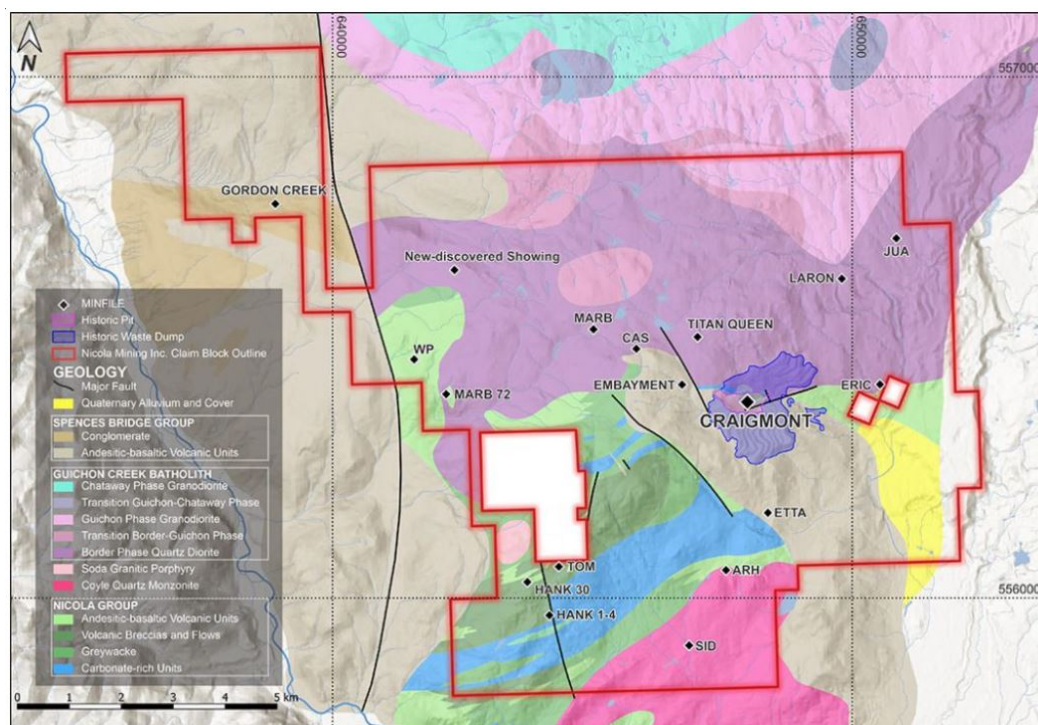 N
640000
650000
557000
GORDON CREEK
JUA
New-discovered Showing
LARON
MARB
TITAN QUEEN
CAS
WP
EMBAYMENT
ERIC
MARB 72
CRAIGMONT
ETTA
TOM
ARH
HANK 30
556000
HANK 1-4
SID
MINFILE
Historic Pit
Historic Waste Dump
Nicola Mining Inc. Claim Block Outline
GEOLOGY
Major Fault
Quaternary Alluvium and Cover
SPENCES BRIDGE GROUP
Conglomerate
Andesitic-basaltic Volcanic Units
GUICHON CREEK BATHOLITH
Chataway Phase Granodiorite
Transition Guichon-Chataway Phase
Guichon Phase Granodiorite
Transition Border-Guichon Phase
Border Phase Quartz Diorite
Soda Granitic Porphyry
Coyle Quartz Monzonite
NICOLA GROUP
Andesitic-basaltic Volcanic Units
Volcanic Breccias and Flows
Greywacke
Carbonate-rich Units
0 1 2 3 4 5 km